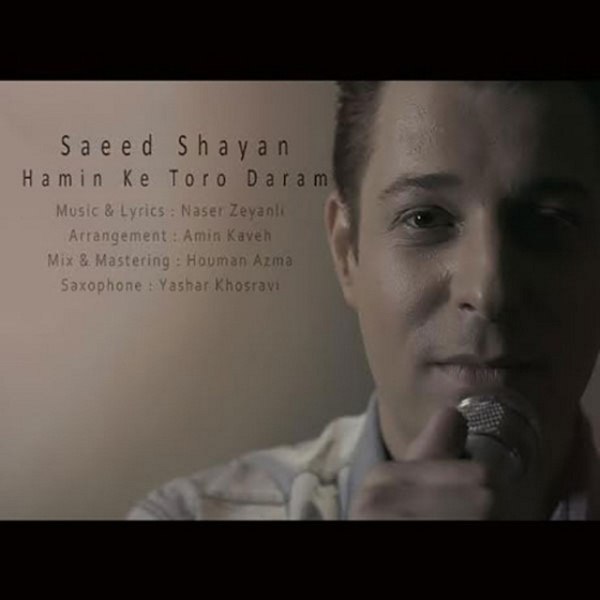 Saeed Shayan
Hamin Ke Toro Daram
Music & Lyrics : Naser Zeyanli
Arrangement : Amin Kaveh
Mix & Mastering : Houman Azma
Saxophone : Yashar Khosravi